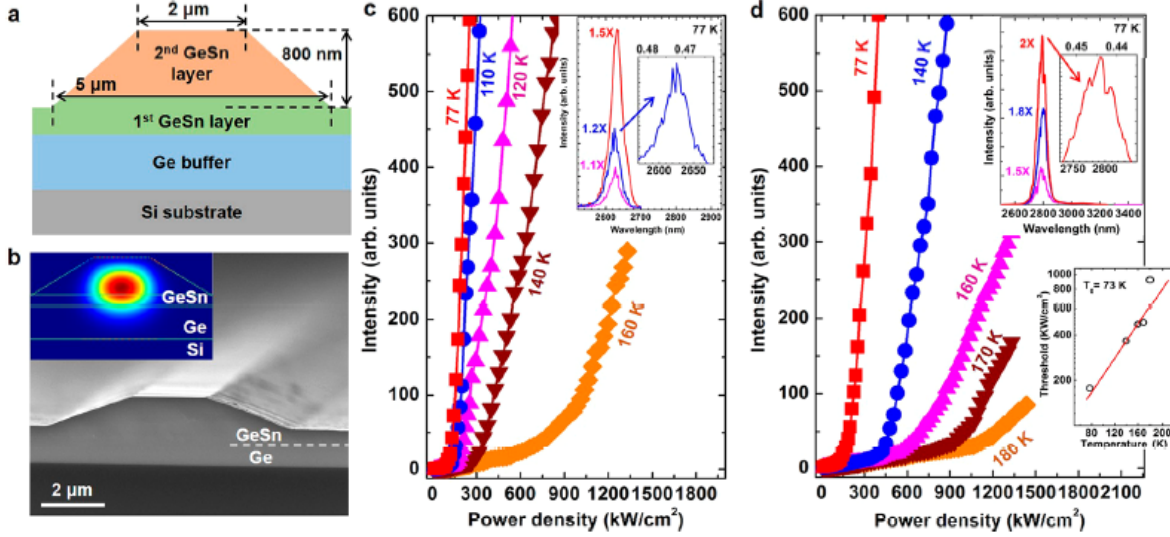 a
2 µm
2nd GeSn
layer
800 nm
5 µm
1st GeSn layer
Ge buffer
Si substrate
b
GeSn
Ge
Si
GeSn
Ge
2 µm
c
Intensity (arb. units)
600
500
400
300
200
100
0
77 K
110 K
120 K
140 K
160 K
0 300 600 900 1200 1500 1800 2100
Power density (kW/cm2)
Intensity (arb. units)
1.5X
1.2X
1.1X
77 K
0.48 0.47
2600 2650
2600 2700 2800 2900
Wavelength (nm)
d
Intensity (arb. units)
600
500
400
300
200
100
0
77 K
140 K
160 K
170 K
180 K
0 300 600 900 1200 1500 1800 2100
Power density (kW/cm2)
Intensity (arb. units)
77 K
2X
1.8X
1.5X
0.45 0.44
2750 2800
2600 2800 3000 3200 3400
Wavelength (nm)
Threshold (KW/cm2)
1000
800
600
400
200
T0= 73 K
80 120 160 200
Temperature (K)